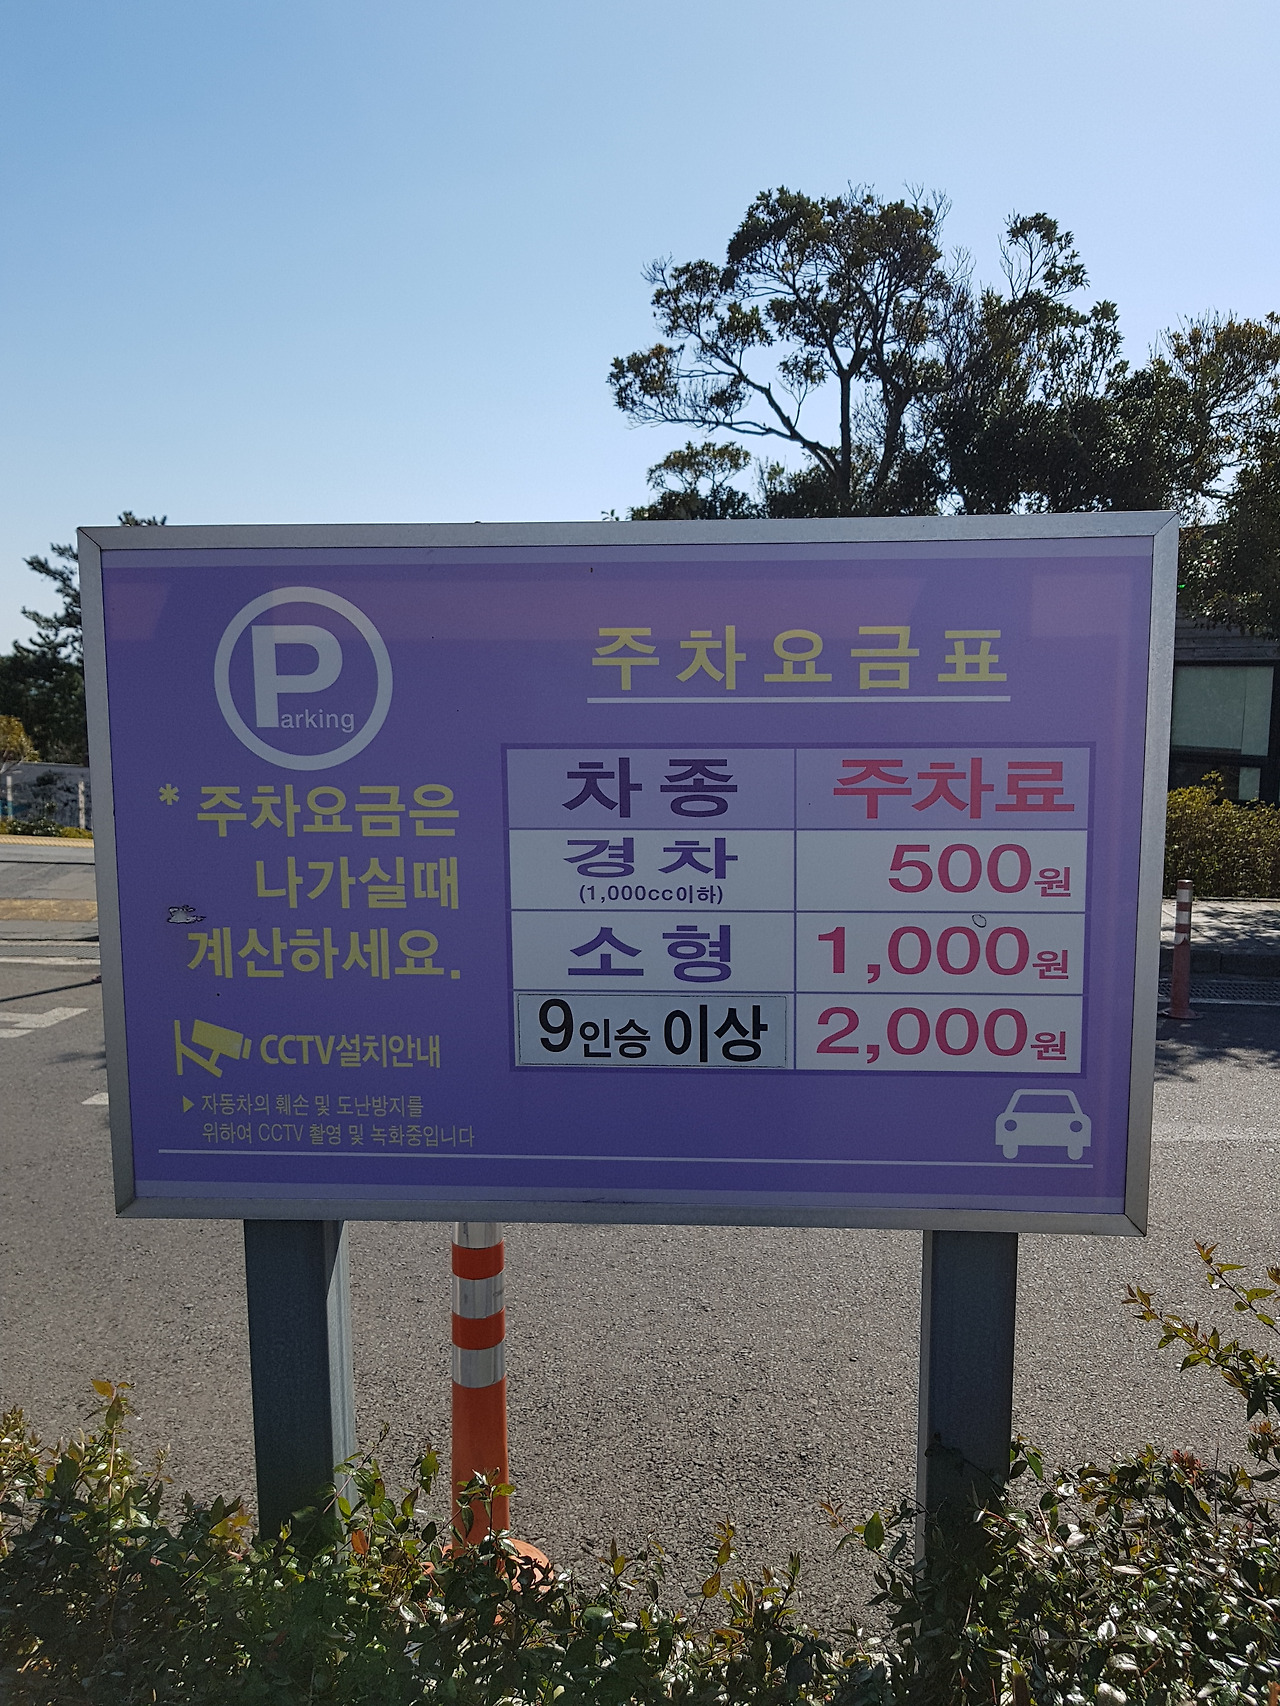 Parking
* 주차요금은
나가실때
계산하세요.
CCTV설치안내
▶ 자동차의 훼손 및 도난방지를
위하여 CCTV 촬영 및 녹화중입니다
주차요금표
차종 주차료
경차 500원
(1,000cc이하)
소형 1,000원
9인승 이상 2,000원